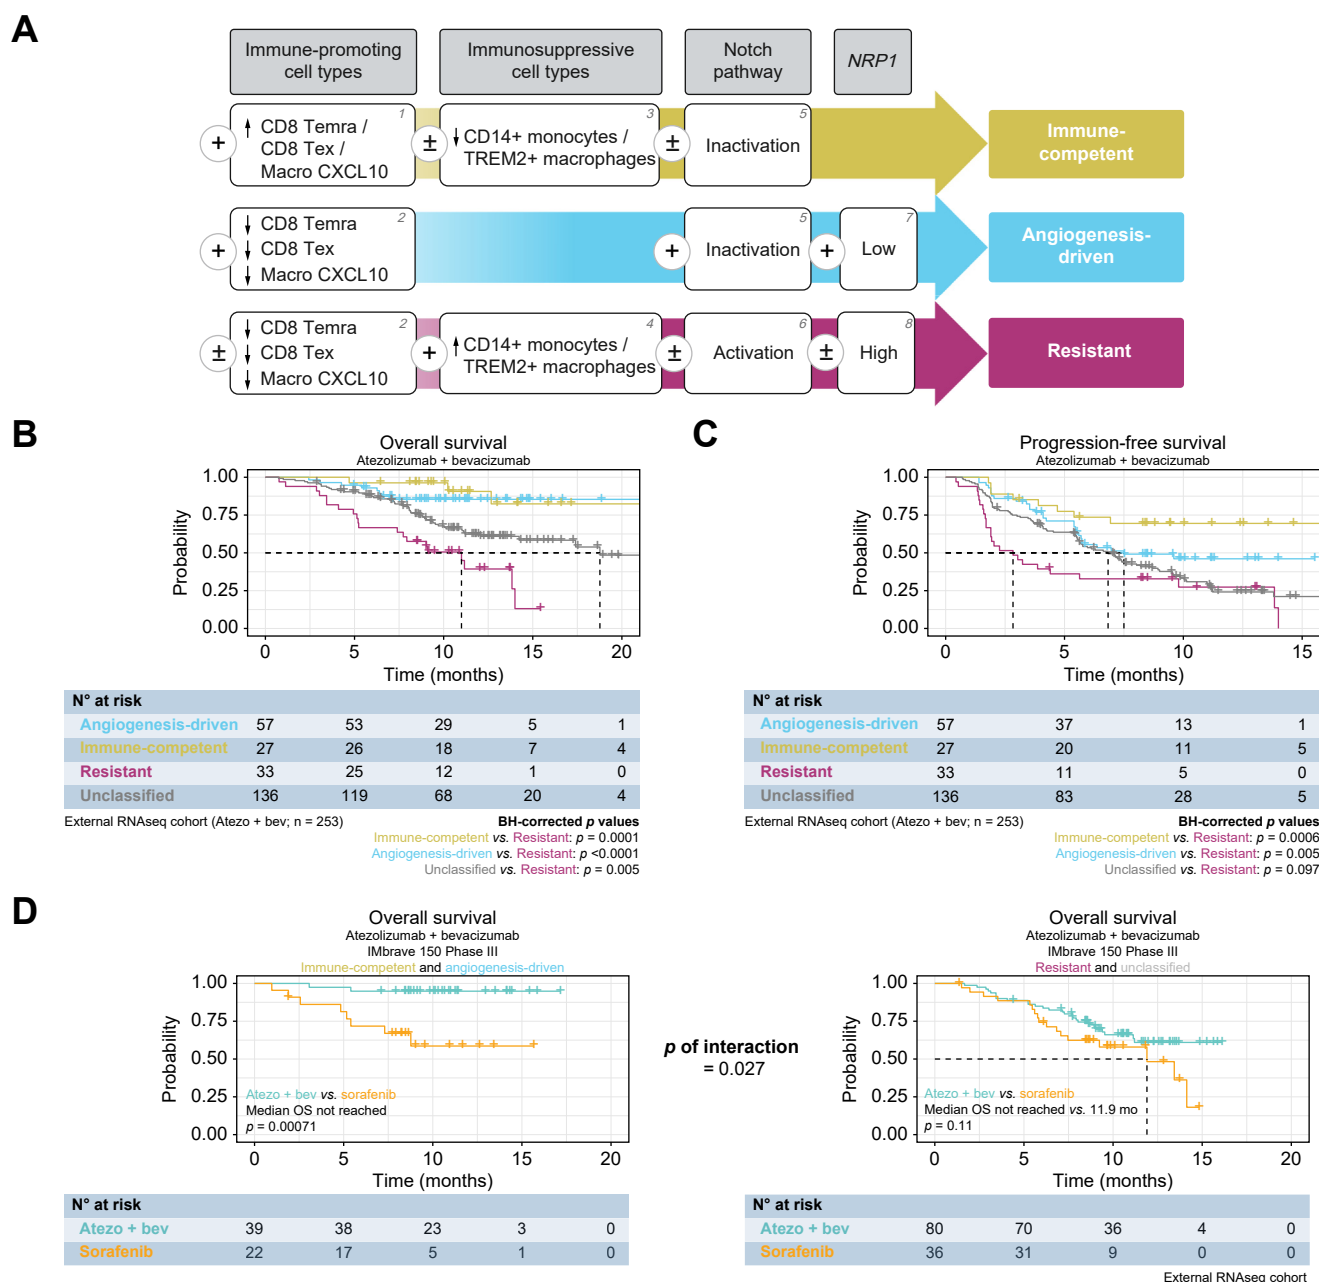 A
Immune-promoting
cell types
Immunosuppressive
cell types
Notch
pathway
NRP1
+
1
↑ CD8 Temra /
CD8 Tex /
Macro CXCL10
±
3
↓ CD14+ monocytes /
TREM2+ macrophages
±
5
Inactivation
Immune-
competent
+
2
↓ CD8 Temra
↓ CD8 Tex
↓ Macro CXCL10
+
5
Inactivation
+
7
Low
Angiogenesis-
driven
±
2
↓ CD8 Temra
↓ CD8 Tex
↓ Macro CXCL10
+
4
↑ CD14+ monocytes /
TREM2+ macrophages
±
6
Activation
±
8
High
Resistant
B
Overall survival
Atezolizumab + bevacizumab
Probability
1.00
0.75
0.50
0.25
0.00
0 5 10 15 20
Time (months)
N° at risk
Angiogenesis-driven 57 53 29 5 1
Immune-competent 27 26 18 7 4
Resistant 33 25 12 1 0
Unclassified 136 119 68 20 4
External RNAseq cohort (Atezo + bev; n = 253)
BH-corrected p values
Immune-competent vs. Resistant: p = 0.0001
Angiogenesis-driven vs. Resistant: p <0.0001
Unclassified vs. Resistant: p = 0.005
C
Progression-free survival
Atezolizumab + bevacizumab
Probability
1.00
0.75
0.50
0.25
0.00
0 5 10 15
Time (months)
N° at risk
Angiogenesis-driven 57 37 13 1
Immune-competent 27 20 11 5
Resistant 33 11 5 0
Unclassified 136 83 28 5
External RNAseq cohort (Atezo + bev; n = 253)
BH-corrected p values
Immune-competent vs. Resistant: p = 0.0006
Angiogenesis-driven vs. Resistant: p = 0.005
Unclassified vs. Resistant: p = 0.097
D
Overall survival
Atezolizumab + bevacizumab
IMbrave 150 Phase III
Immune-competent and angiogenesis-driven
Probability
1.00
0.75
0.50
0.25
0.00
Atezo + bev vs. sorafenib
Median OS not reached
p = 0.00071
0 5 10 15 20
Time (months)
N° at risk
Atezo + bev 39 38 23 3 0
Sorafenib 22 17 5 1 0
p of interaction
= 0.027
Overall survival
Atezolizumab + bevacizumab
IMbrave 150 Phase III
Resistant and unclassified
Probability
1.00
0.75
0.50
0.25
0.00
Atezo + bev vs. sorafenib
Median OS not reached vs. 11.9 mo
p = 0.11
0 5 10 15 20
Time (months)
N° at risk
Atezo + bev 80 70 36 4 0
Sorafenib 36 31 9 0 0
External RNAseq cohort